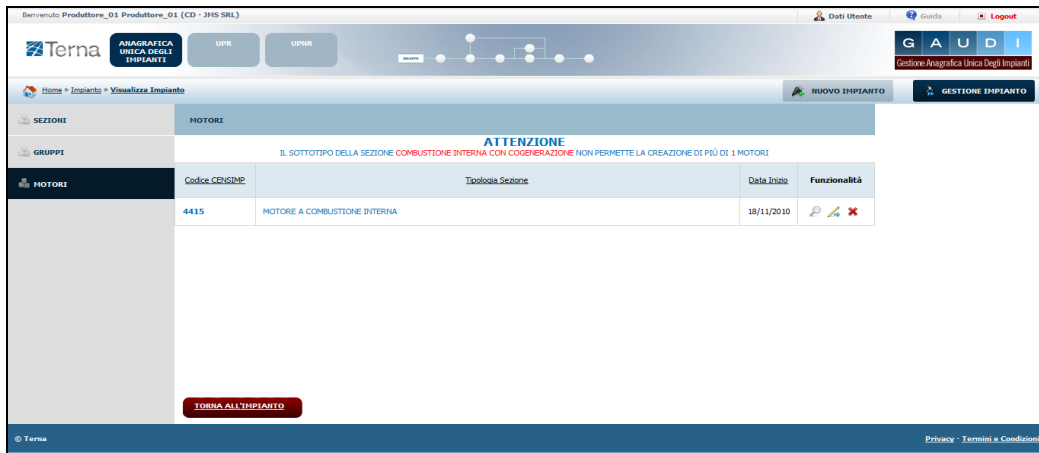 Benvenuto Produttore_01 Produttore_01 (CD - JMS SRL)
Dati Utente
Guida
Logout
Terna
ANAGRAFICA
UNICA DEGLI
IMPIANTI
UPR
UPNR
G A U D I
Gestione Anagrafica Unica Degli Impianti
Home » Impianto » Visualizza Impianto
NUOVO IMPIANTO
GESTIONE IMPIANTO
SEZIONI
GRUPPI
MOTORI
MOTORI
ATTENZIONE
IL SOTTOTIPO DELLA SEZIONE COMBUSTIONE INTERNA CON COGENERAZIONE NON PERMETTE LA CREAZIONE DI PIÚ DI 1 MOTORI
Codice CENSIMP Tipologia Sezione Data Inizio Funzionalità
4415 MOTORE A COMBUSTIONE INTERNA 18/11/2010
TORNA ALL'IMPIANTO
© Terna
Privacy - Termini e Condizioni